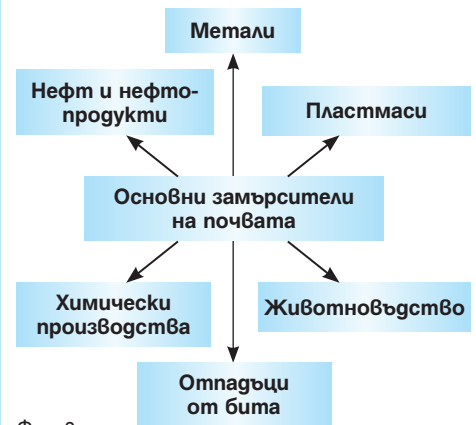 Метали
Нефт и нефто-
продукти
Пластмаси
Основни замърсители
на почвата
Химически
производства
Животновъдство
Отпадъци
от бита